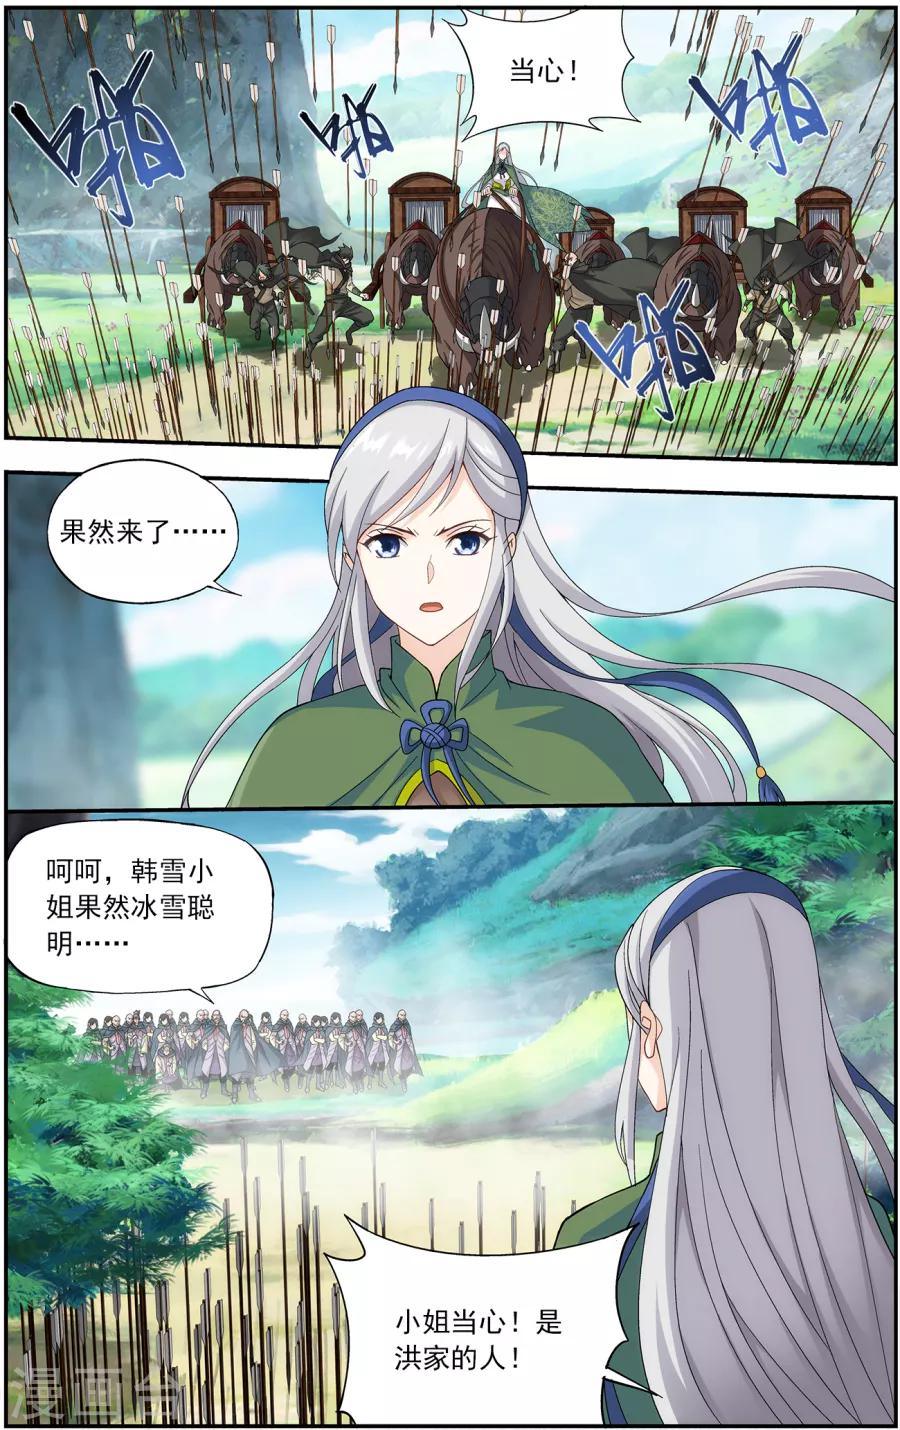 当心！
啪
啪
啪
啪
果然来了……
呵呵，韩雪小
姐果然冰雪聪
明……
小姐当心！是
洪家的人！
漫画台